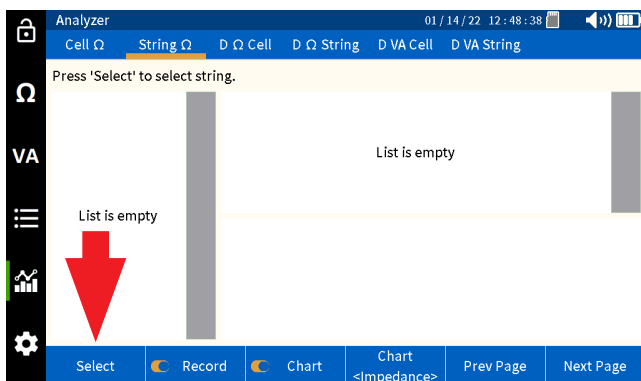 Analyzer 01/14/22 12:48:38
Cell Ω String Ω D Ω Cell D Ω String D VA Cell D VA String
Press 'Select' to select string.
Ω
List is empty
VA
List is empty
Select Record Chart Chart Prev Page Next Page
<Impedance>